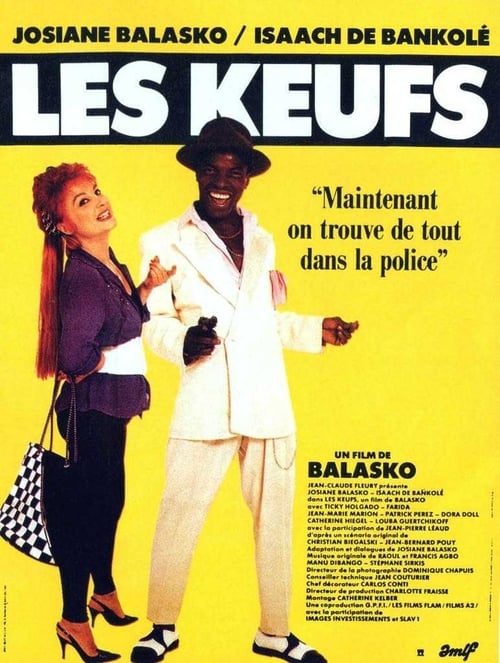 JOSIANE BALASKO / ISAACH DE BANKOLÉ
LES KEUFS
“Maintenant
on trouve de tout
dans la police”
UN FILM DE
BALASKO
JEAN-CLAUDE FLEURY présente
JOSIANE BALASKO – ISAACH DE BANKOLÉ
dans LES KEUFS, un film de BALASKO
avec TICKY HOLGADO – FARIDA
JEAN-MARIE MARION – PATRICK PEREZ – DORA DOLL
CATHERINE HIEGEL – LOUBA GUERTCHIKOFF
avec la participation de JEAN-PIERRE LÉAUD
d'après un scénario original de
CHRISTIAN BIEGALSKI – JEAN-BERNARD POUY
Adaptation et dialogues de JOSIANE BALASKO
Musique originale de RAOUL et FRANCIS AGBO
MANU DIBANGO – STEPHANE SIRKIS
Directeur de la photographie DOMINIQUE CHAPUIS
Conseiller technique JEAN COUTURIER
Chef décorateur CARLOS CONTI
Directeur de production CHARLOTTE FRAISSE
Montage CATHERINE KELBER
Une coproduction G.P.F.I. / LES FILMS FLAM / FILMS A2 /
avec la participation de
IMAGES INVESTISSEMENTS et SLAV 1
amlf